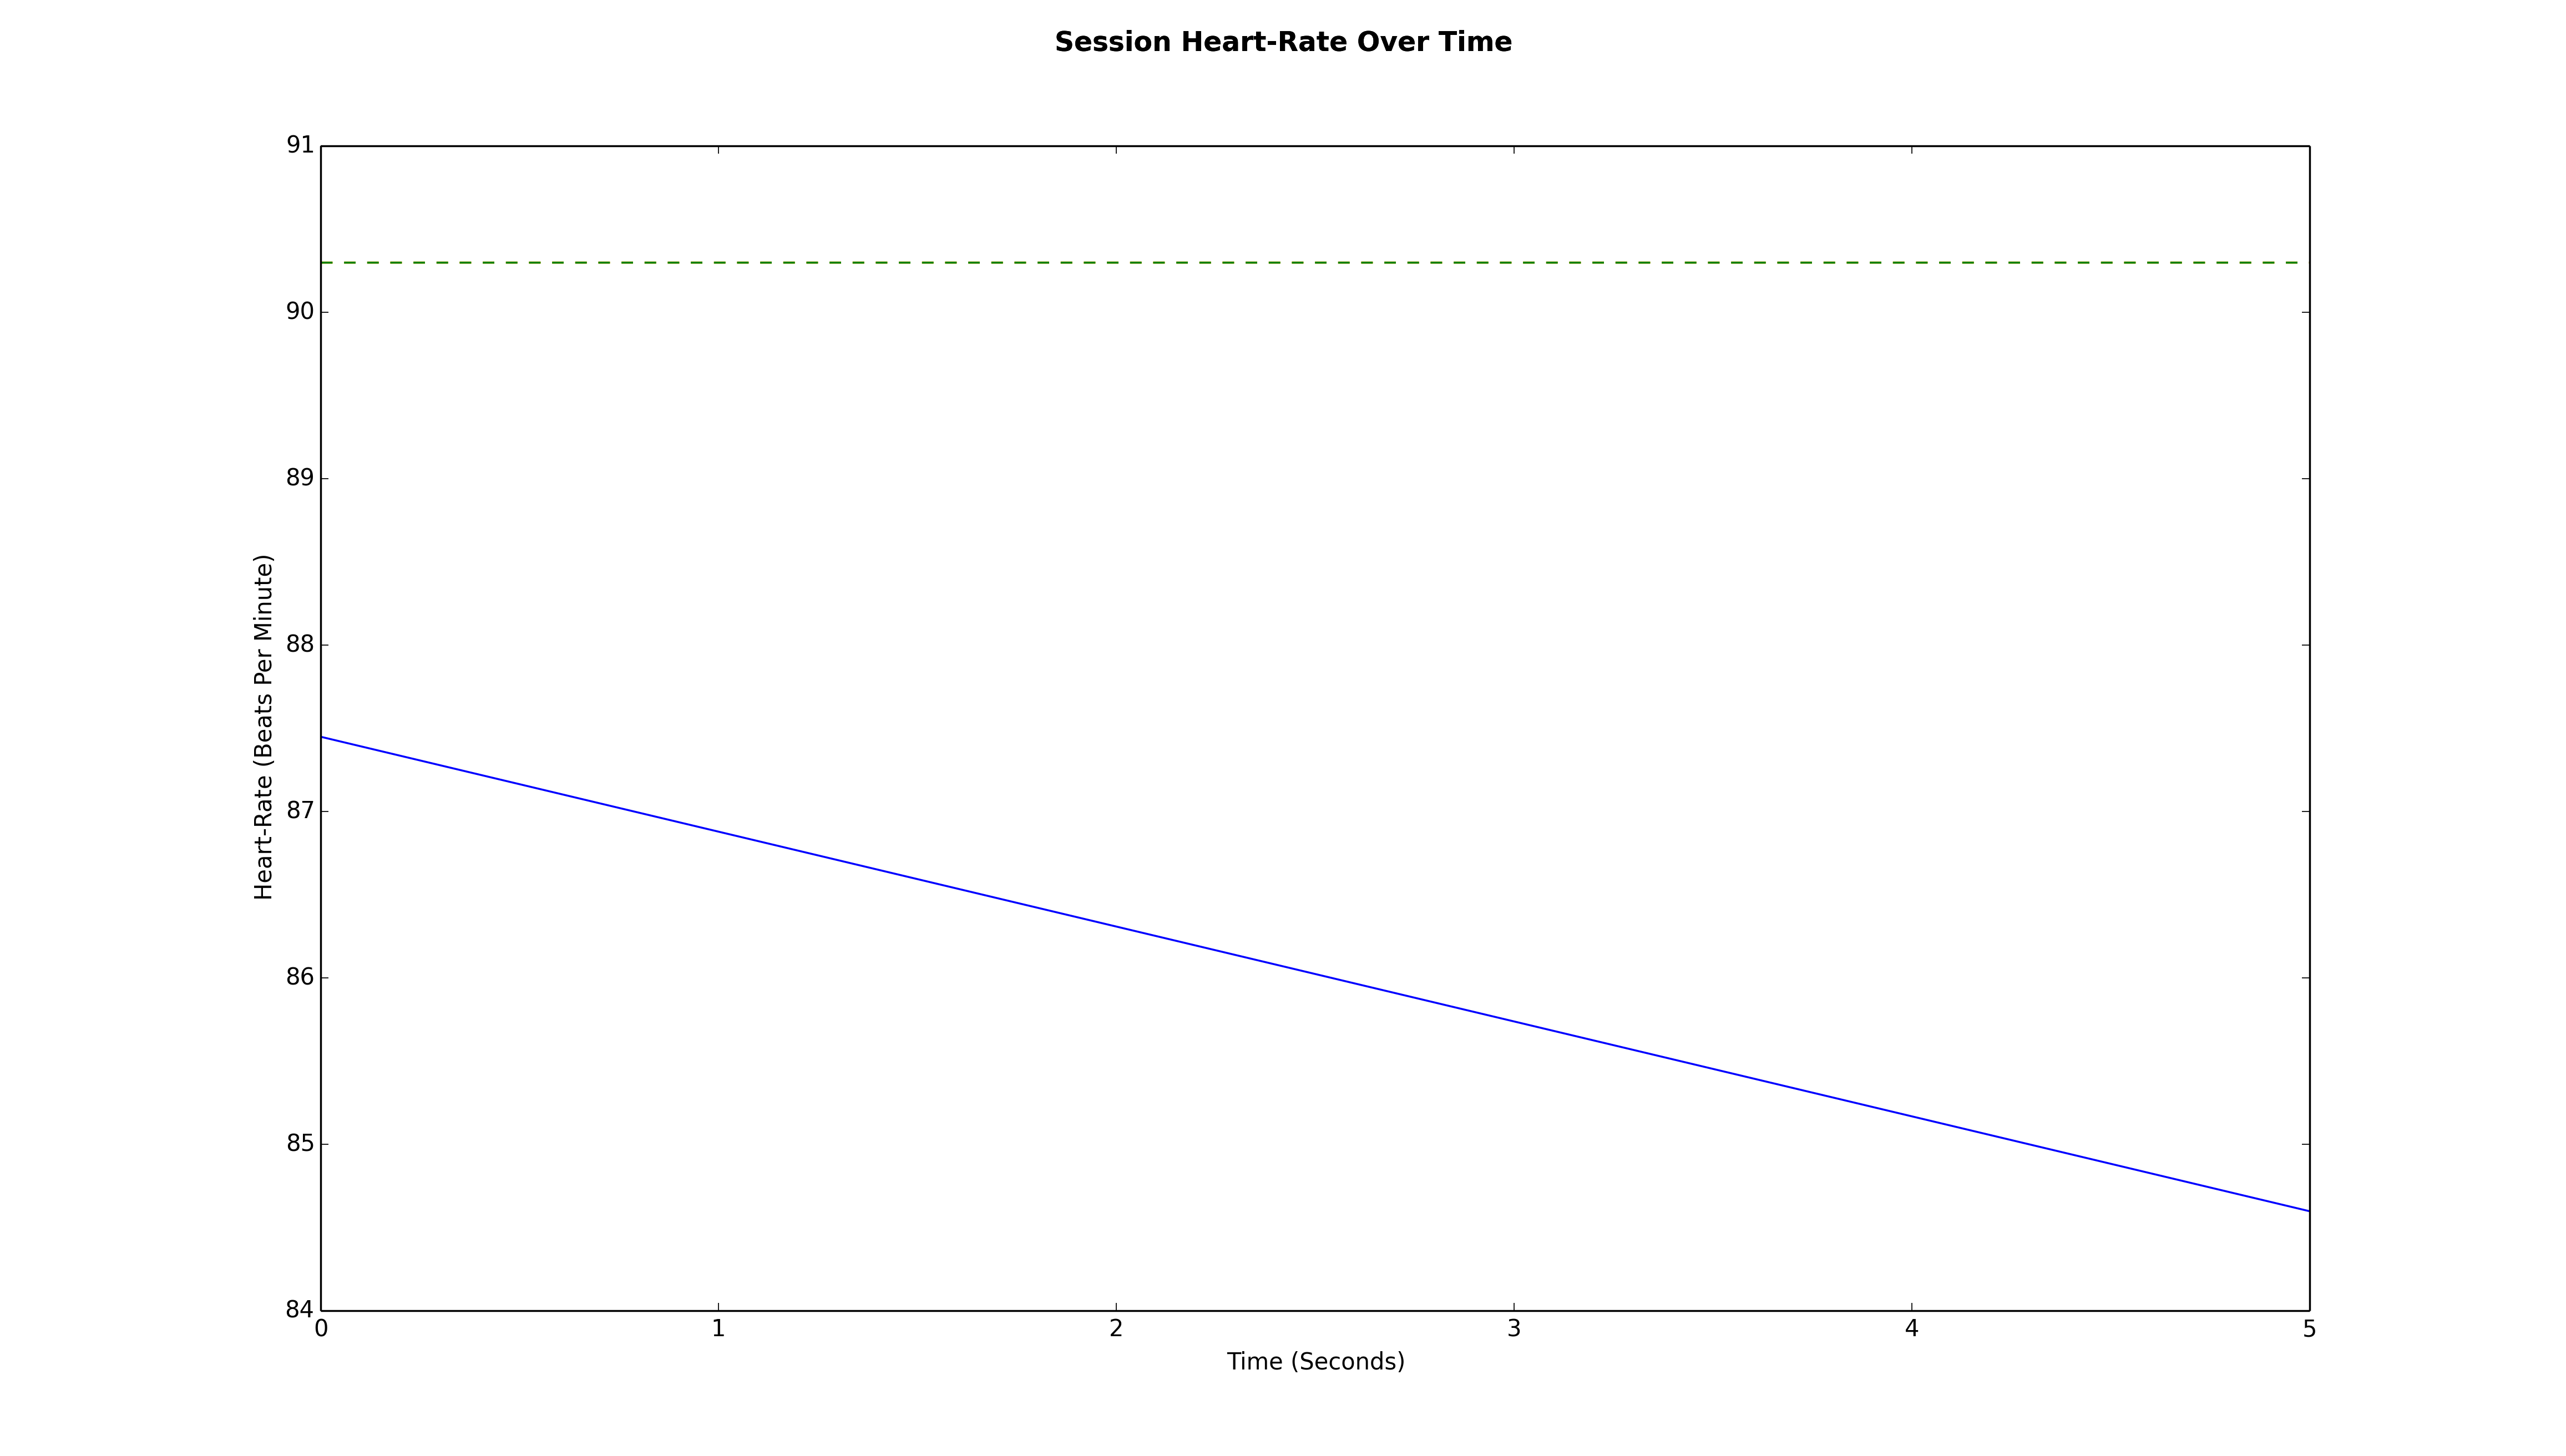 Session Heart-Rate Over Time
91
90
89
88
87
86
85
84
Heart-Rate (Beats Per Minute)
0 1 2 3 4 5
Time (Seconds)